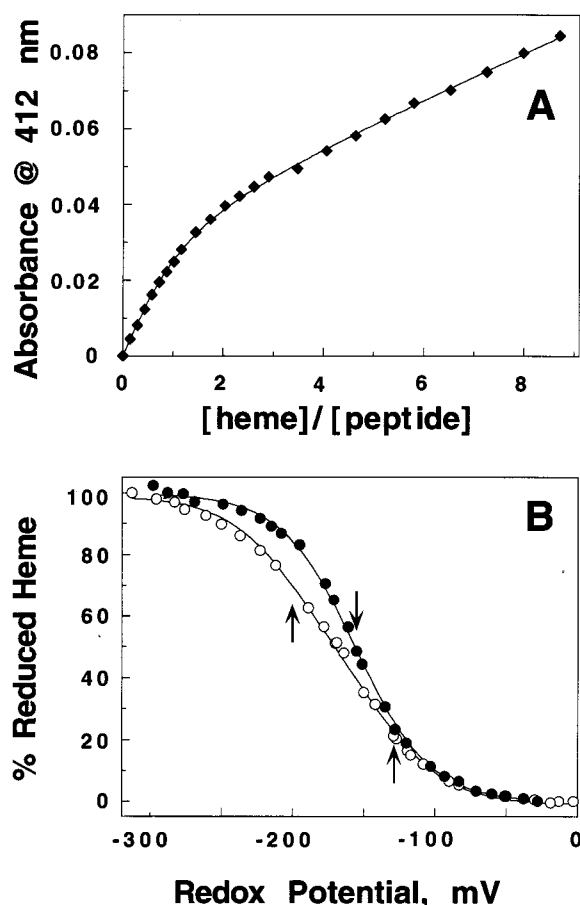 A
Absorbance @ 412 nm
0.08
0.06
0.04
0.02
0
0 2 4 6 8
[heme]/[peptide]
B
% Reduced Heme
100
80
60
40
20
0
-300 -200 -100 0
Redox Potential, mV